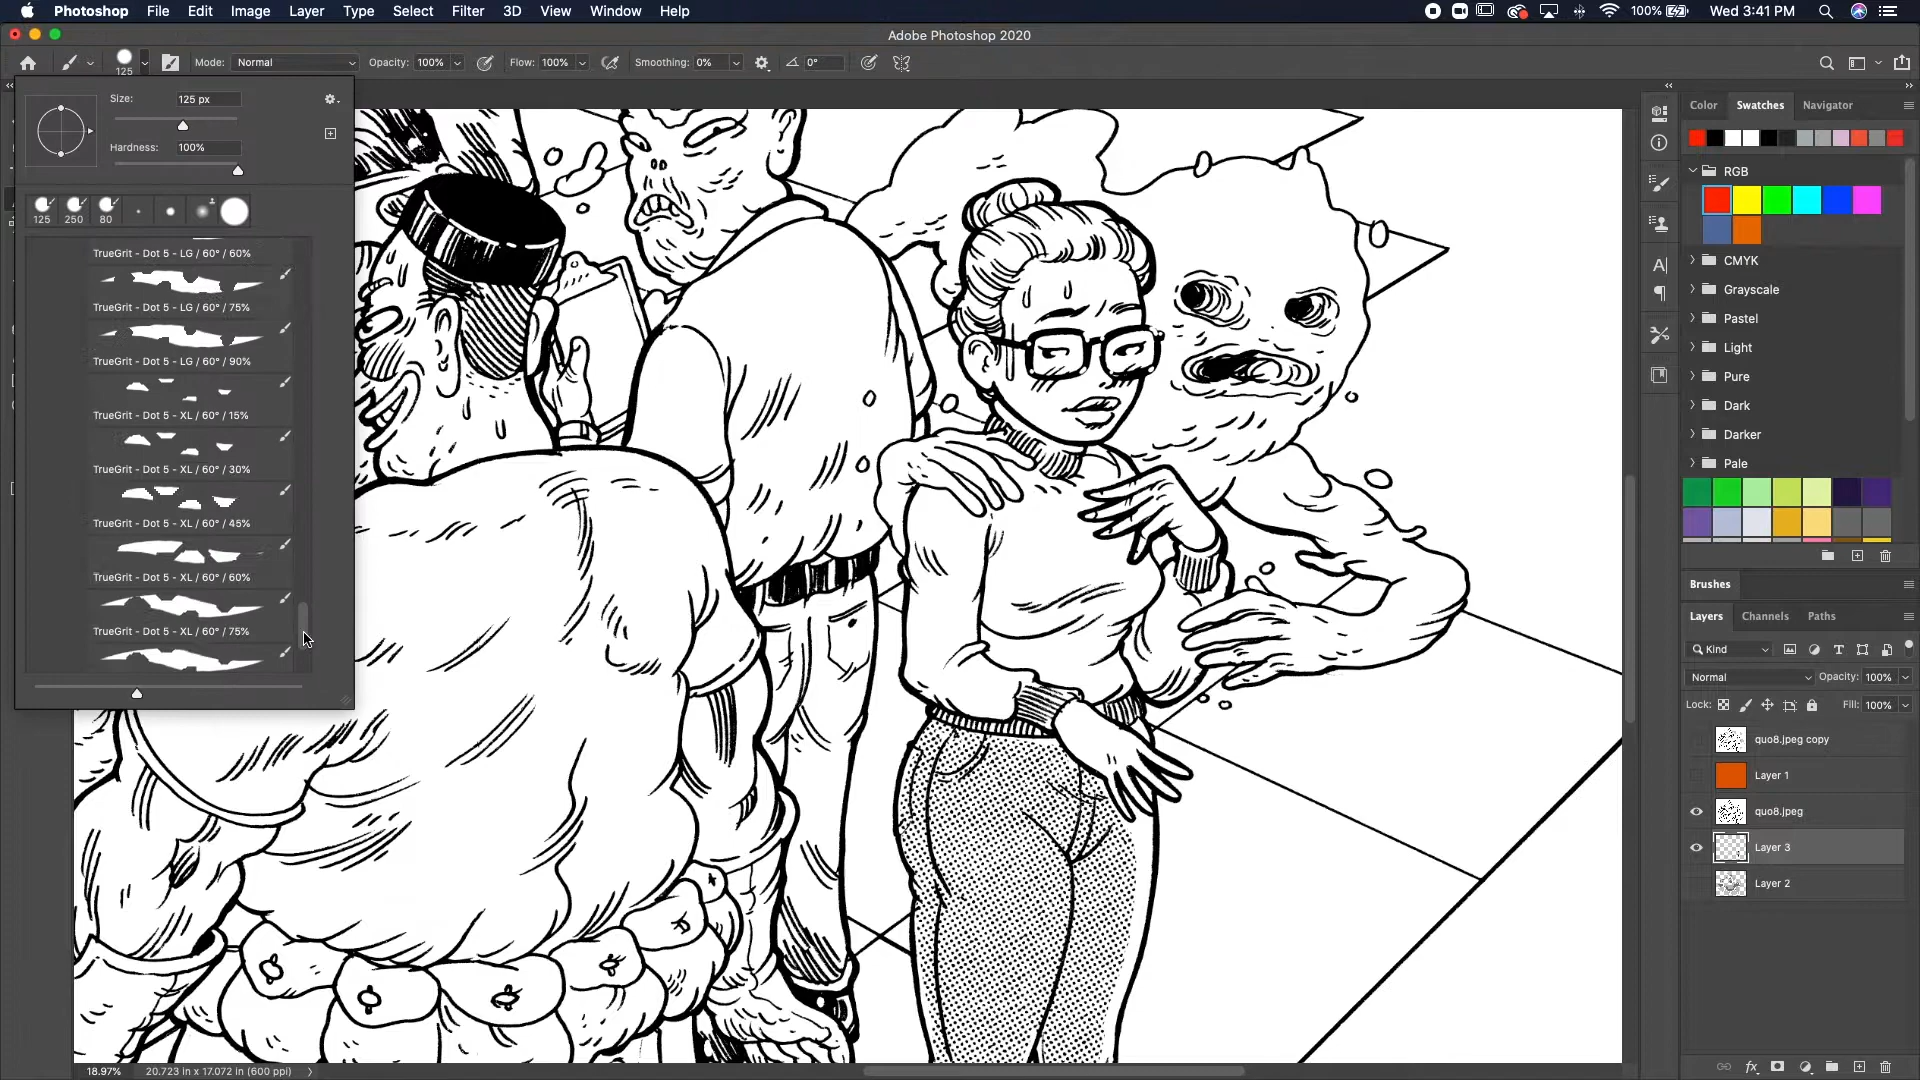 Photoshop File Edit Image Layer Type Select Filter 3D View Window Help 100% Wed 3:41 PM
Adobe Photoshop 2020
125 Mode: Normal Opacity: 100% Flow: 100% Smoothing: 0% 0°
Size: 125 px
Hardness: 100%
125 250 80
TrueGrit - Dot 5 - LG / 60° / 60%
TrueGrit - Dot 5 - LG / 60° / 75%
TrueGrit - Dot 5 - LG / 60° / 90%
TrueGrit - Dot 5 - XL / 60° / 15%
TrueGrit - Dot 5 - XL / 60° / 30%
TrueGrit - Dot 5 - XL / 60° / 45%
TrueGrit - Dot 5 - XL / 60° / 60%
TrueGrit - Dot 5 - XL / 60° / 75%
Color Swatches Navigator
RGB
CMYK
Grayscale
Pastel
Light
Pure
Dark
Darker
Pale
Brushes
Layers Channels Paths
Kind
Normal Opacity: 100%
Lock: Fill: 100%
quo8.jpeg copy
Layer 1
quo8.jpeg
Layer 3
Layer 2
18.97% 20.723 in x 17.072 in (600 ppi)